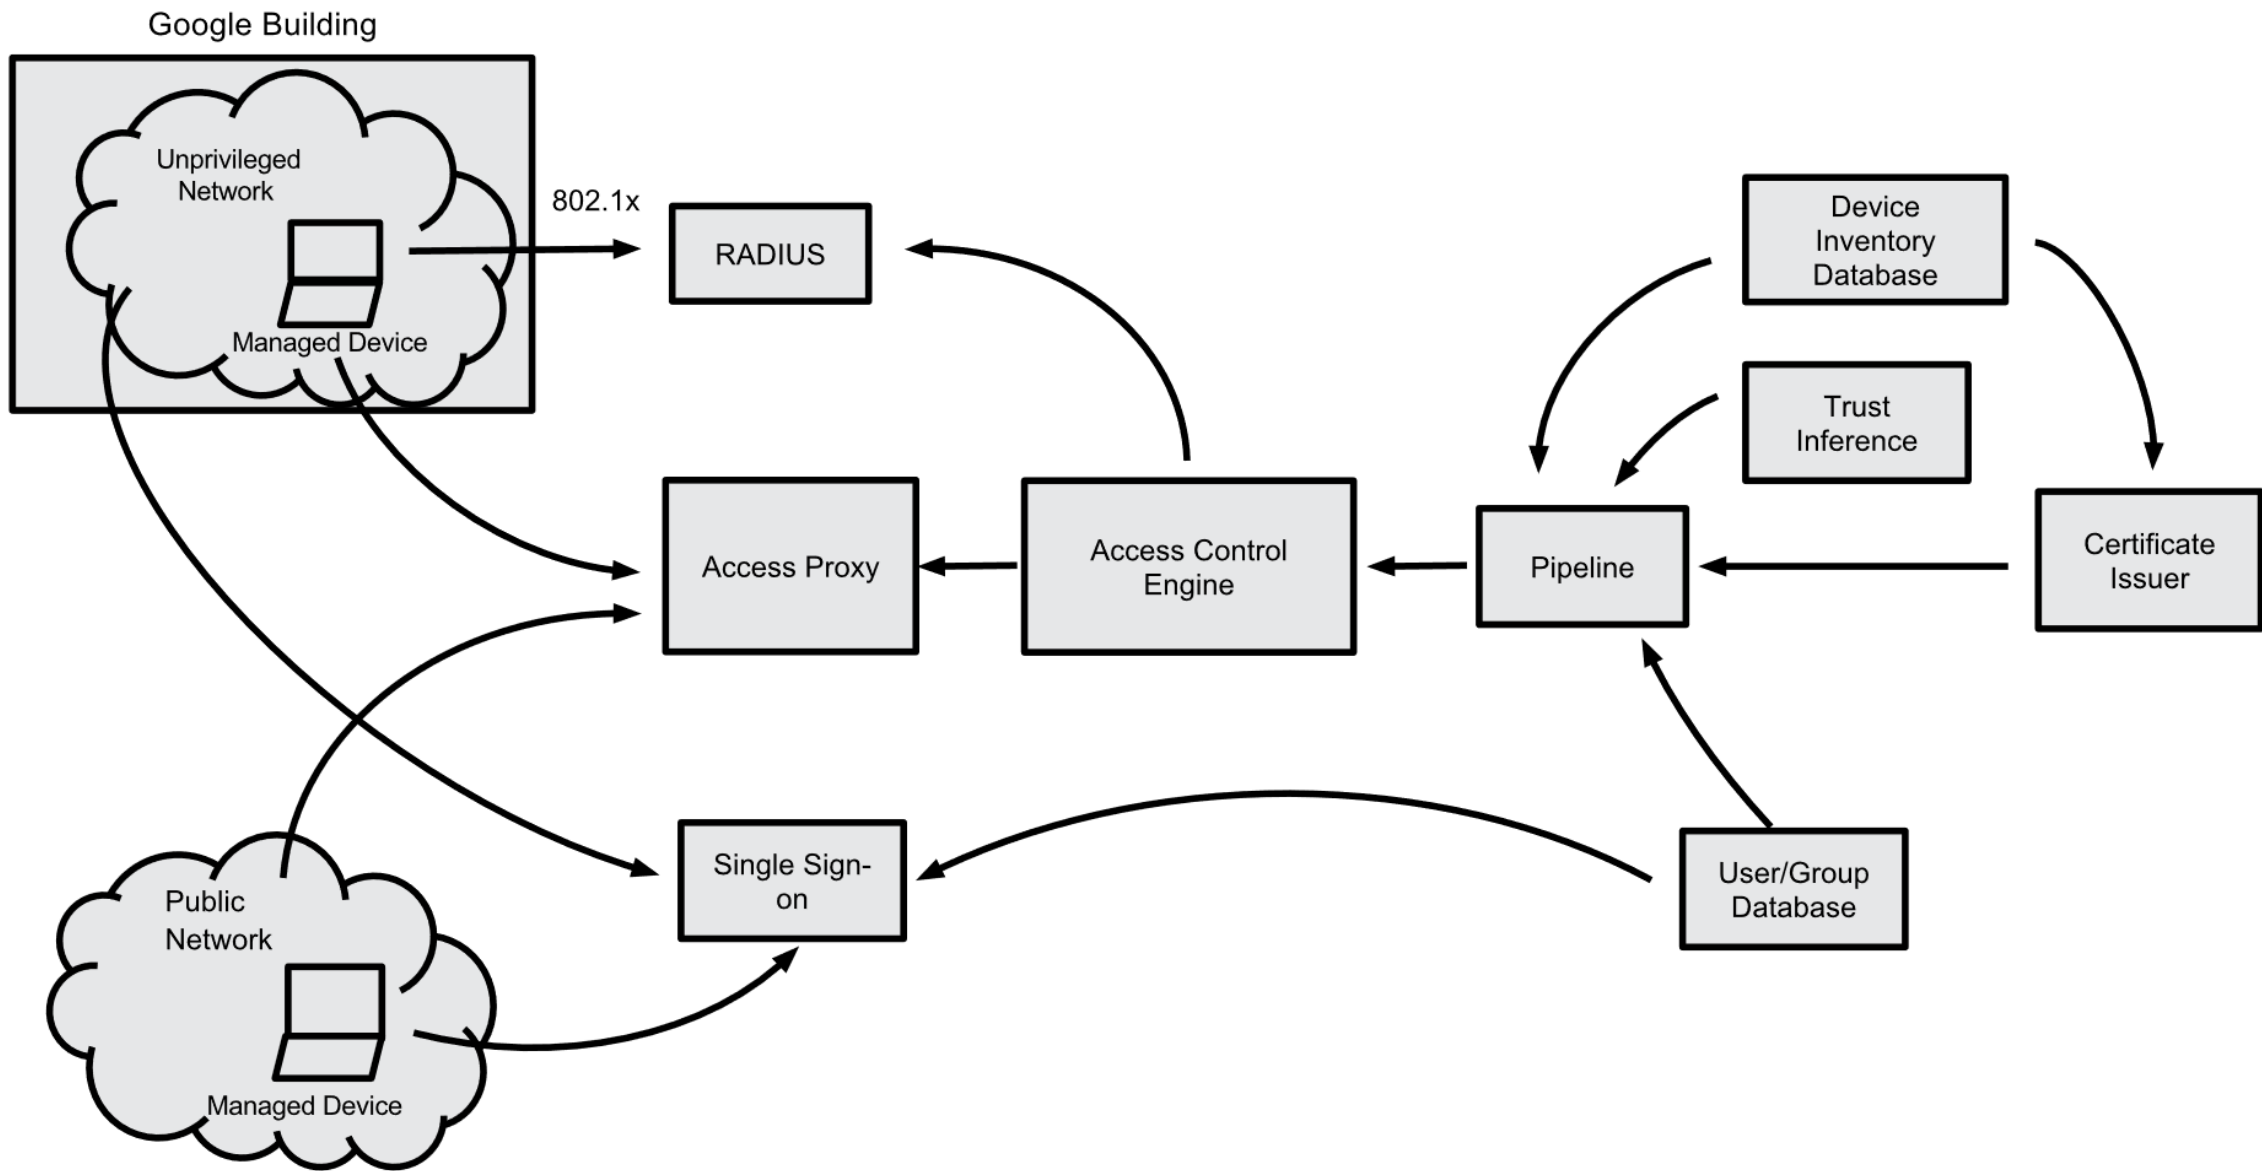 Google Building
Unprivileged
Network
Managed Device
802.1x
RADIUS
Device
Inventory
Database
Trust
Inference
Access Proxy
Access Control
Engine
Pipeline
Certificate
Issuer
Single Sign-
on
User/Group
Database
Public
Network
Managed Device